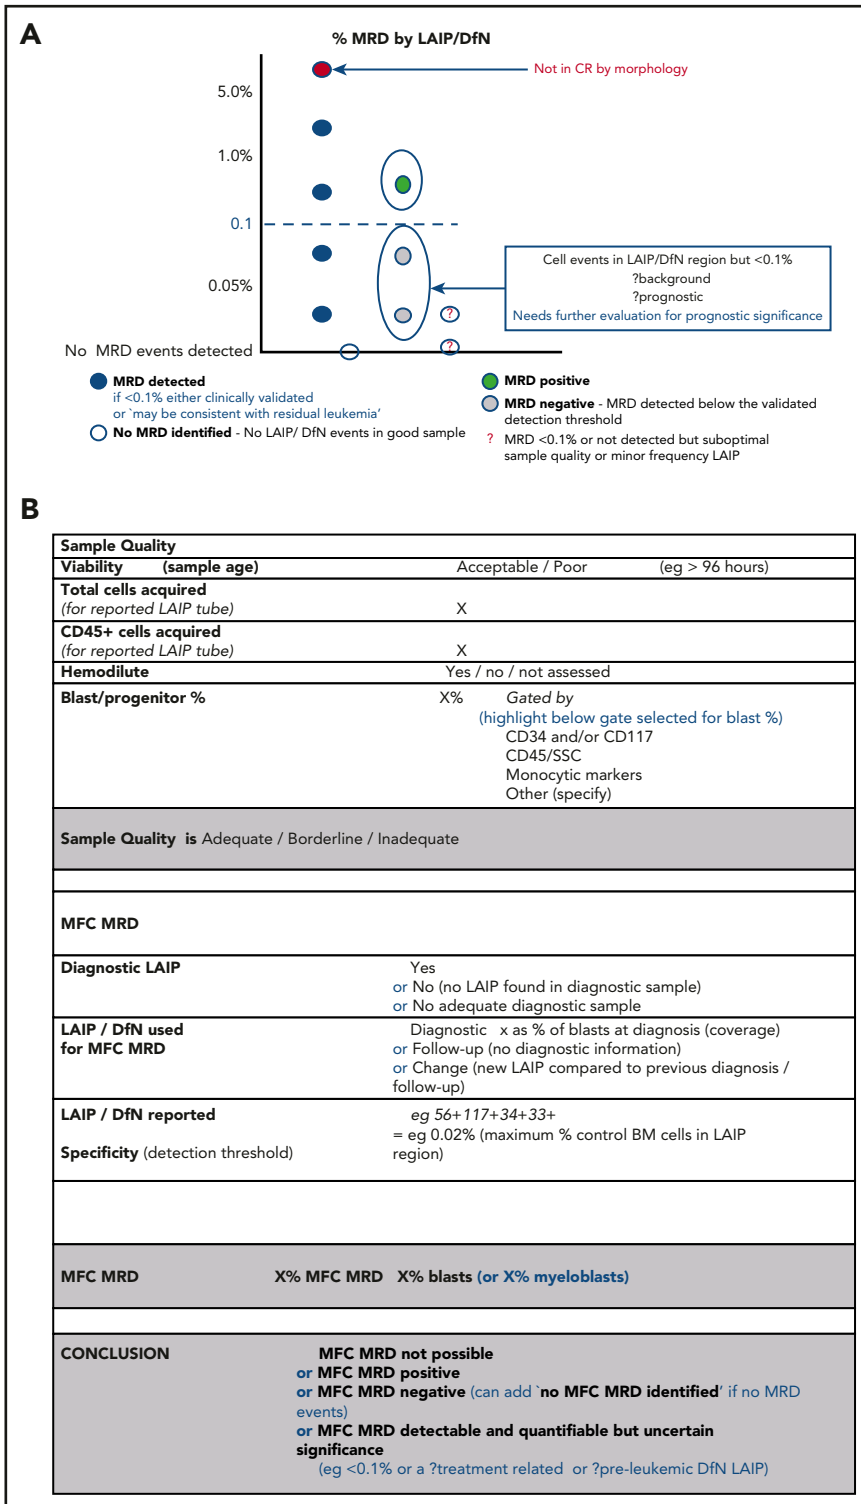 A
% MRD by LAIP/DfN
Not in CR by morphology
5.0%
1.0%
0.1
0.05%
Cell events in LAIP/DfN region but <0.1%
?background
?prognostic
Needs further evaluation for prognostic significance
?
?
No MRD events detected
MRD detected
if <0.1% either clinically validated
or `may be consistent with residual leukemia'
No MRD identified - No LAIP/ DfN events in good sample
MRD positive
MRD negative - MRD detected below the validated
detection threshold
? MRD <0.1% or not detected but suboptimal
sample quality or minor frequency LAIP
B
Sample Quality
Viability (sample age) Acceptable / Poor (eg > 96 hours)
Total cells acquired
(for reported LAIP tube) X
CD45+ cells acquired
(for reported LAIP tube) X
Hemodilute Yes / no / not assessed
Blast/progenitor % X% Gated by
(highlight below gate selected for blast %)
CD34 and/or CD117
CD45/SSC
Monocytic markers
Other (specify)
Sample Quality is Adequate / Borderline / Inadequate
MFC MRD
Diagnostic LAIP Yes
or No (no LAIP found in diagnostic sample)
or No adequate diagnostic sample
LAIP / DfN used Diagnostic x as % of blasts at diagnosis (coverage)
for MFC MRD or Follow-up (no diagnostic information)
or Change (new LAIP compared to previous diagnosis /
follow-up)
LAIP / DfN reported eg 56+117+34+33+
= eg 0.02% (maximum % control BM cells in LAIP
Specificity (detection threshold) region)
MFC MRD X% MFC MRD X% blasts (or X% myeloblasts)
CONCLUSION MFC MRD not possible
or MFC MRD positive
or MFC MRD negative (can add `no MFC MRD identified' if no MRD
events)
or MFC MRD detectable and quantifiable but uncertain
significance
(eg <0.1% or a ?treatment related or ?pre-leukemic DfN LAIP)